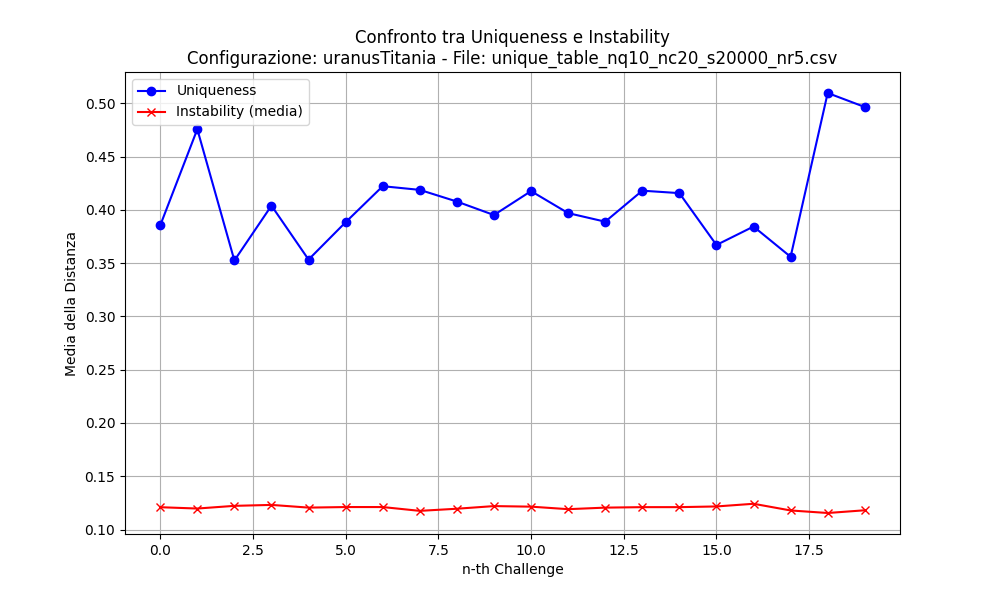 Confronto tra Uniqueness e Instability
Configurazione: uranusTitania - File: unique_table_nq10_nc20_s20000_nr5.csv
Uniqueness
Instability (media)
Media della Distanza
0.50
0.45
0.40
0.35
0.30
0.25
0.20
0.15
0.10
0.0 2.5 5.0 7.5 10.0 12.5 15.0 17.5
n-th Challenge